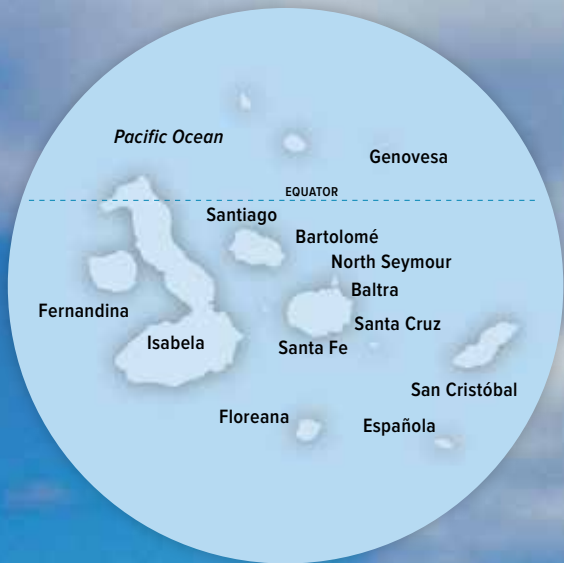 Pacific Ocean
Genovesa
EQUATOR
Santiago
Bartolomé
North Seymour
Baltra
Fernandina
Santa Cruz
Isabela
Santa Fe
San Cristóbal
Floreana
Española